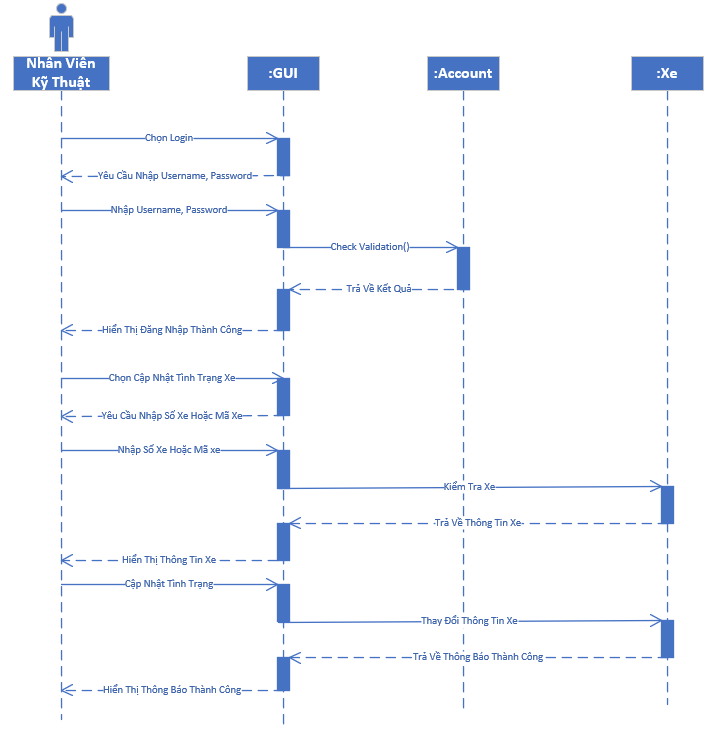 Nhân Viên
Kỹ Thuật
:GUI
:Account
:Xe
Chọn Login
Yêu Cầu Nhập Username, Password
Nhập Username, Password
Check Validation()
Trả Về Kết Quả
Hiển Thị Đăng Nhập Thành Công
Chọn Cập Nhật Tình Trạng Xe
Yêu Cầu Nhập Số Xe Hoặc Mã Xe
Nhập Số Xe Hoặc Mã xe
Kiểm Tra Xe
Trả Về Thông Tin Xe
Hiển Thị Thông Tin Xe
Cập Nhật Tình Trạng
Thay Đổi Thông Tin Xe
Trả Về Thông Báo Thành Công
Hiển Thị Thông Báo Thành Công